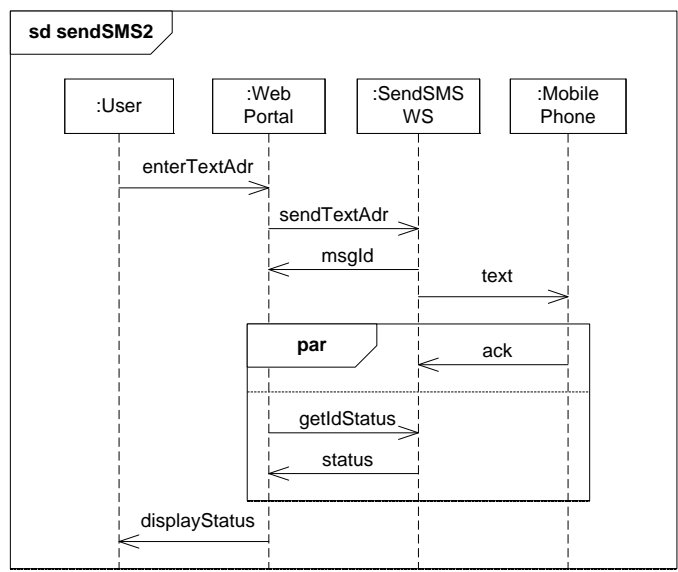 sd sendSMS2
:User
:Web
Portal
:SendSMS
WS
:Mobile
Phone
enterTextAdr
sendTextAdr
msgId
text
par
ack
getIdStatus
status
displayStatus